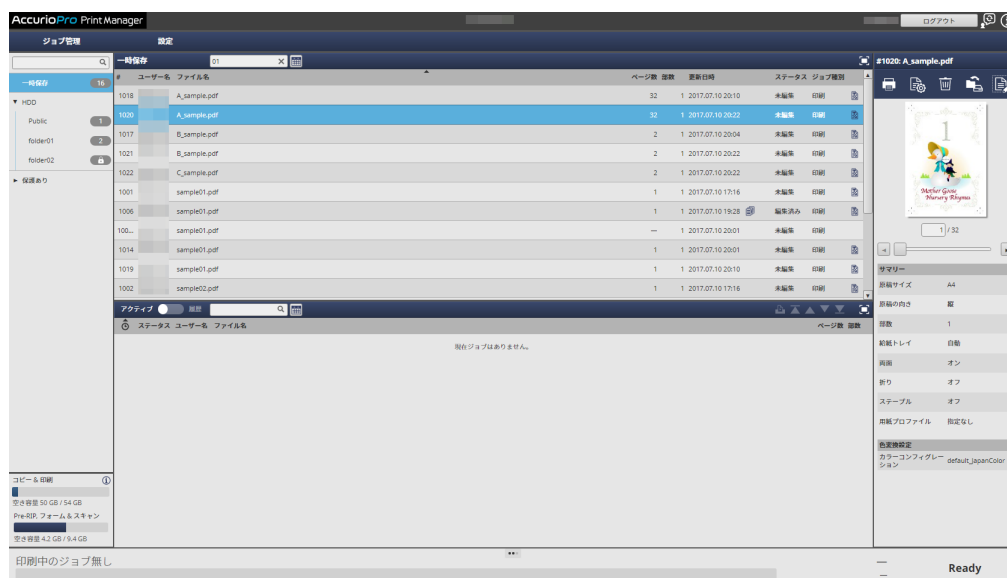 AccurioPro Print Manager
ログアウト
ジョブ管理 設定
一時保存 16
HDD
Public 1
folder01 2
folder02
保護あり
一時保存 01
# ユーザー名 ファイル名 ページ数 部数 更新日時 ステータス ジョブ種別
1018 A_sample.pdf 32 1 2017.07.10 20:10 未編集 印刷
1020 A_sample.pdf 32 1 2017.07.10 20:22 未編集 印刷
1017 B_sample.pdf 2 1 2017.07.10 20:04 未編集 印刷
1021 B_sample.pdf 2 1 2017.07.10 20:22 未編集 印刷
1022 C_sample.pdf 2 1 2017.07.10 20:22 未編集 印刷
1001 sample01.pdf 1 1 2017.07.10 17:16 未編集 印刷
1006 sample01.pdf 1 1 2017.07.10 19:28 編集済み 印刷
100... sample01.pdf — 1 2017.07.10 20:01 未編集 印刷
1014 sample01.pdf 1 1 2017.07.10 20:01 未編集 印刷
1019 sample01.pdf 1 1 2017.07.10 20:10 未編集 印刷
1002 sample02.pdf 1 1 2017.07.10 17:16 未編集 印刷
アクティブ 履歴
ステータス ユーザー名 ファイル名 ページ数 部数
現在ジョブはありません。
#1020: A_sample.pdf
1
Mother Goose
Nursery Rhymes
1 / 32
サマリー
原稿サイズ A4
原稿の向き 縦
部数 1
給紙トレイ 自動
両面 オン
折り オフ
ステープル オフ
用紙プロファイル 指定なし
色変換設定
カラーコンフィグレーション default_JapanColor
コピー & 印刷
空き容量 50 GB / 54 GB
Pre-RIP, フォーム & スキャン
空き容量 4.2 GB / 9.4 GB
印刷中のジョブ無し
Ready